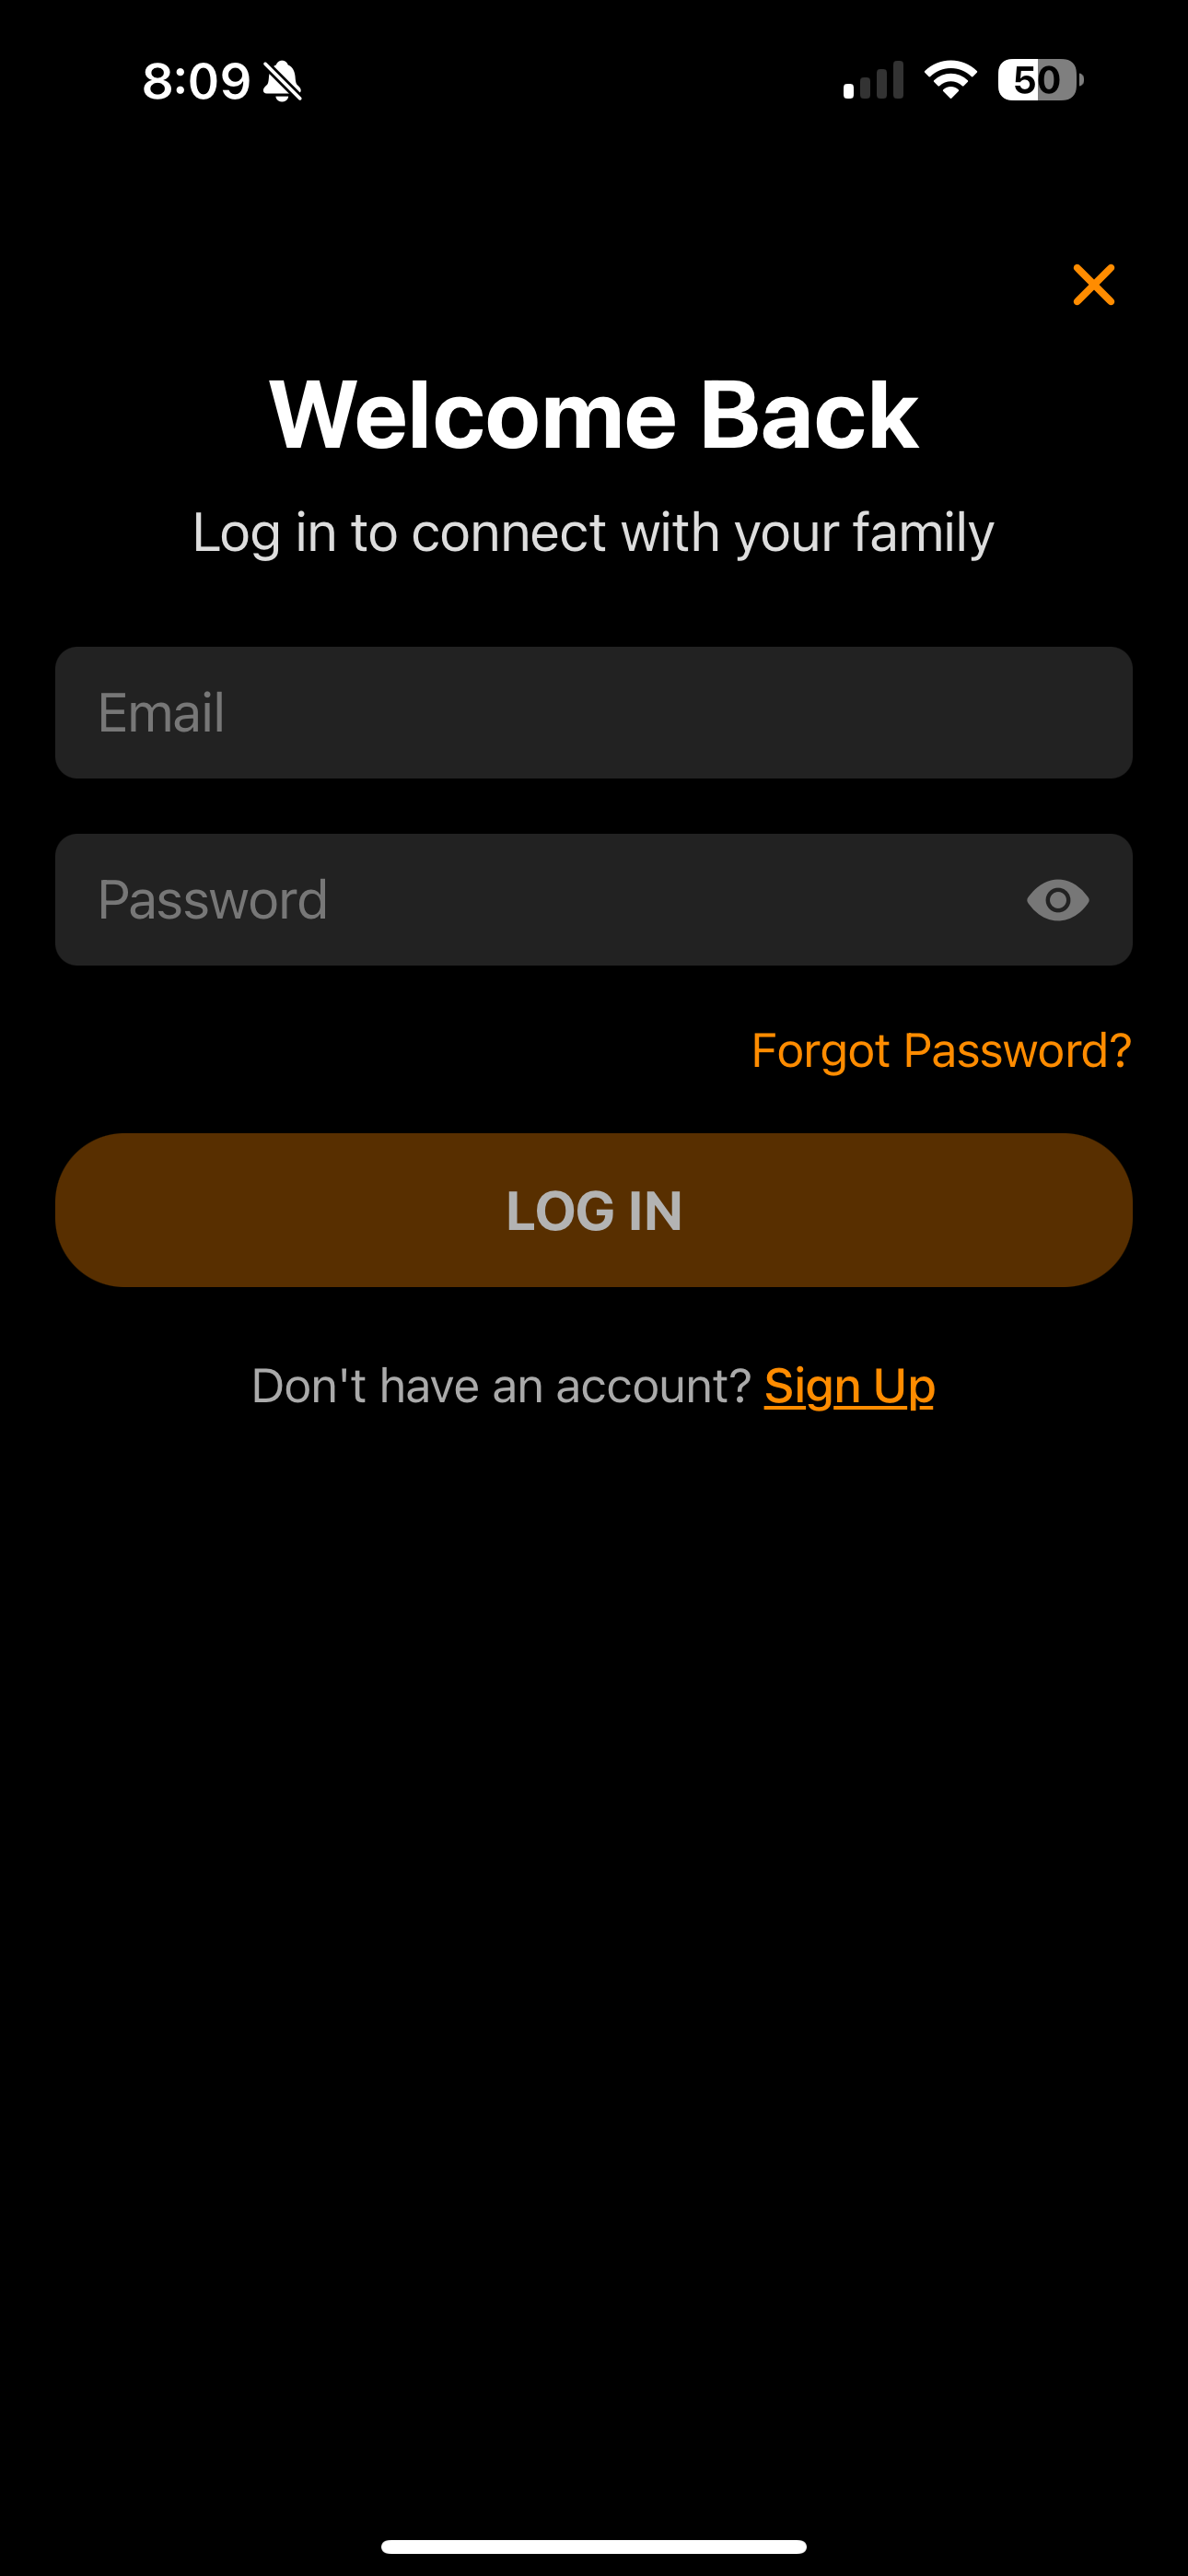 8:09
50
Welcome Back
Log in to connect with your family
Email
Password
Forgot Password?
LOG IN
Don't have an account? Sign Up